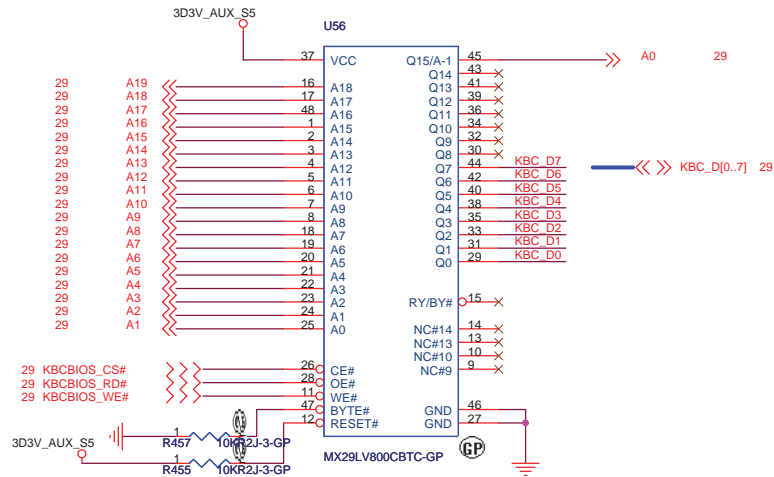 3D3V_AUX_S5
U56
37 VCC Q15/A-1 45 A0 29
Q14 43
29 A19 16 A18 Q13 41
29 A18 17 A17 Q12 39
29 A17 48 A16 Q11 36
29 A16 1 A15 Q10 34
29 A15 2 A14 Q9 32
29 A14 3 A13 Q8 30
29 A13 4 A12 Q7 44 KBC_D7 KBC_D[0..7] 29
29 A12 5 A11 Q6 42 KBC_D6
29 A11 6 A10 Q5 40 KBC_D5
29 A10 7 A9 Q4 38 KBC_D4
29 A9 8 A8 Q3 35 KBC_D3
29 A8 18 A7 Q2 33 KBC_D2
29 A7 19 A6 Q1 31 KBC_D1
29 A6 20 A5 Q0 29 KBC_D0
29 A5 21 A4
29 A4 22 A3
29 A3 23 A2 RY/BY# 15
29 A2 24 A1 NC#14 14
29 A1 25 A0 NC#13 13
NC#10 10
29 KBCBIOS_CS# 26 CE# NC#9 9
29 KBCBIOS_RD# 28 OE#
29 KBCBIOS_WE# 11 WE#
47 BYTE# GND 46
12 RESET# GND 27
1 R457 10KR2J-3-GP
3D3V_AUX_S5
1 R455 10KR2J-3-GP
MX29LV800CBTC-GP
GP